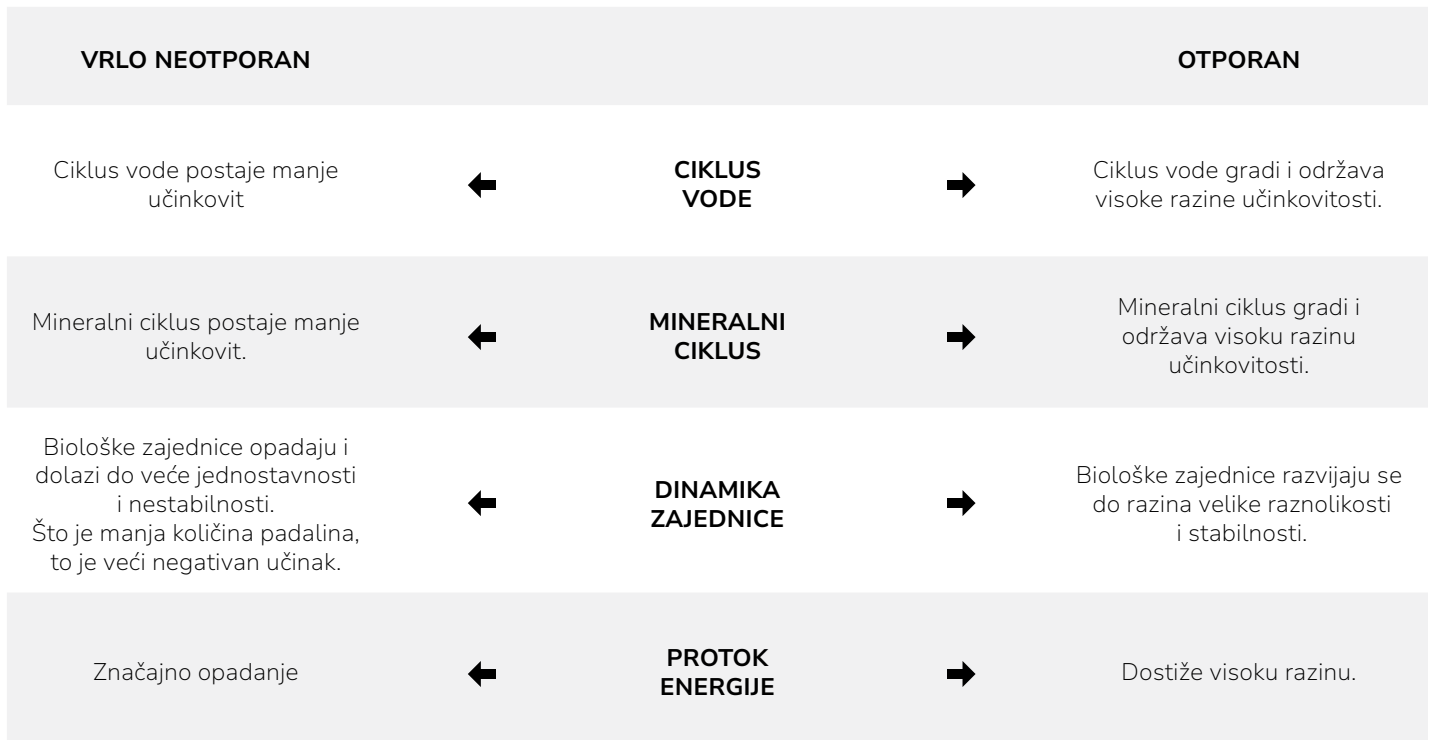 VRLO NEOTPORAN
OTPORAN
Ciklus vode postaje manje
učinkovit
CIKLUS
VODE
Ciklus vode gradi i održava
visoke razine učinkovitosti.
Mineralni ciklus postaje manje
učinkovit.
MINERALNI
CIKLUS
Mineralni ciklus gradi i
održava visoku razinu
učinkovitosti.
Biološke zajednice opadaju i
dolazi do veće jednostavnosti
i nestabilnosti.
Što je manja količina padalina,
to je veći negativan učinak.
DINAMIKA
ZAJEDNICE
Biološke zajednice razvijaju se
do razina velike raznolikosti
i stabilnosti.
Značajno opadanje
PROTOK
ENERGIJE
Dostiže visoku razinu.